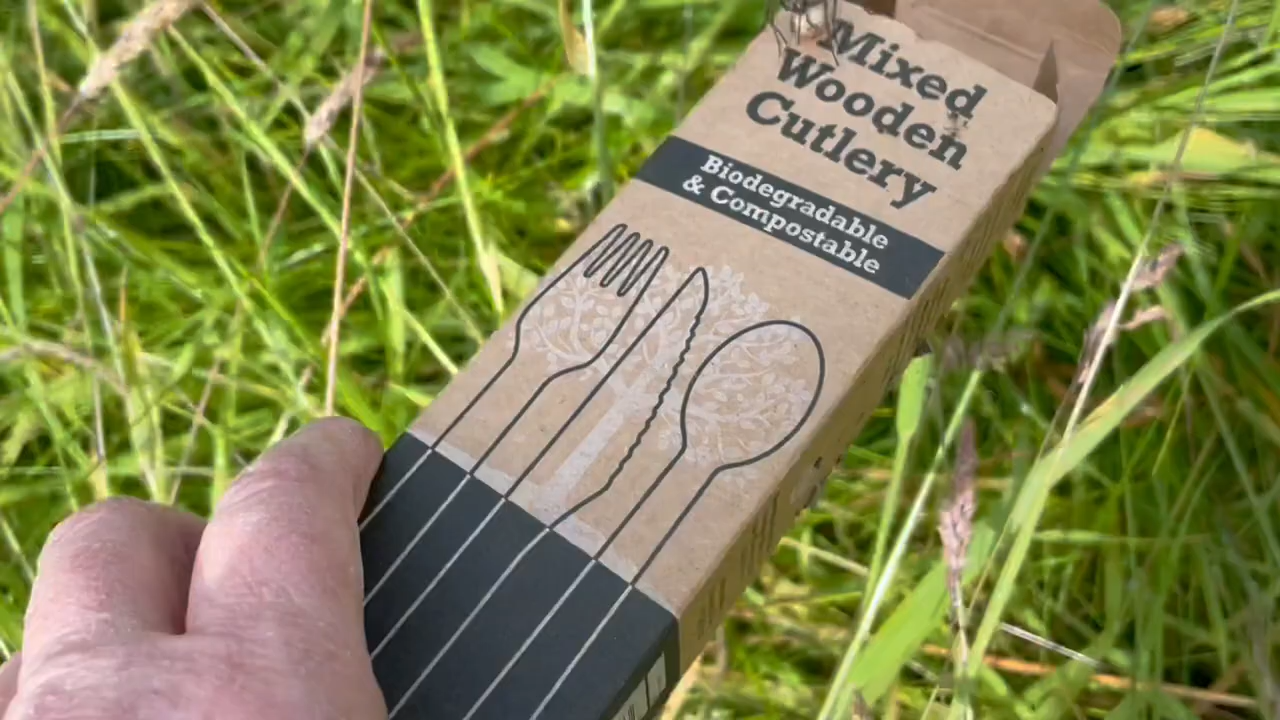 Mixed
Wooden
Cutlery
Biodegradable
& Compostable